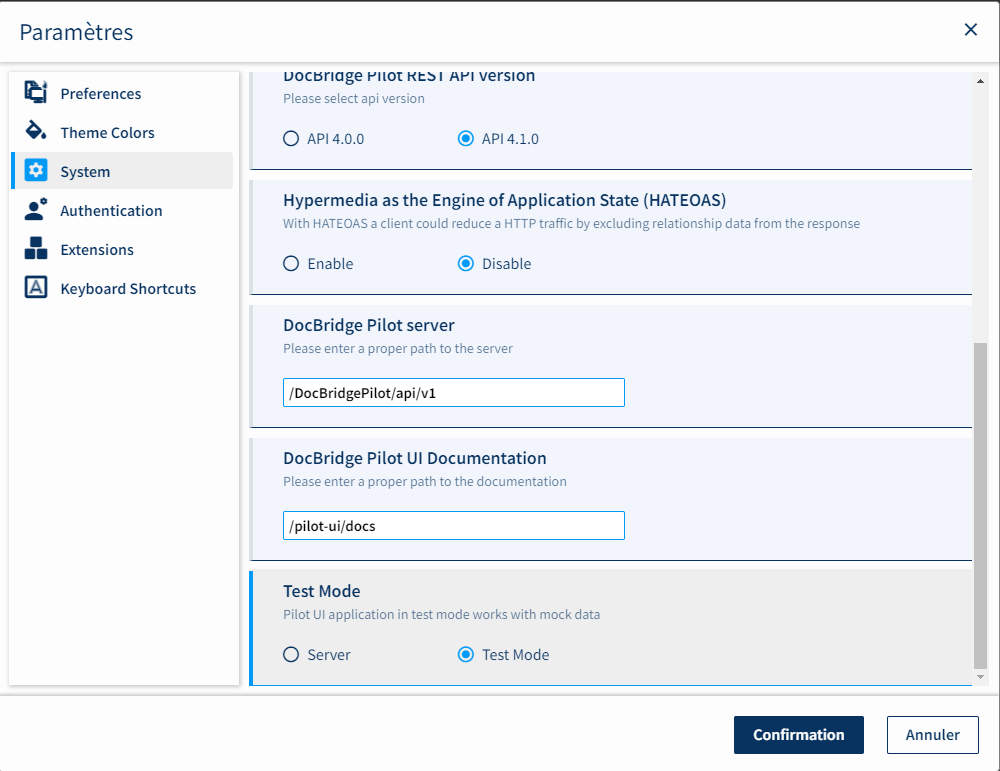 Paramètres
Preferences
Theme Colors
System
Authentication
Extensions
Keyboard Shortcuts
DocBridge Pilot REST API version
Please select api version
API 4.0.0
API 4.1.0
Hypermedia as the Engine of Application State (HATEOAS)
With HATEOAS a client could reduce a HTTP traffic by excluding relationship data from the response
Enable
Disable
DocBridge Pilot server
Please enter a proper path to the server
/DocBridgePilot/api/v1
DocBridge Pilot UI Documentation
Please enter a proper path to the documentation
/pilot-ui/docs
Test Mode
Pilot UI application in test mode works with mock data
Server
Test Mode
Confirmation
Annuler